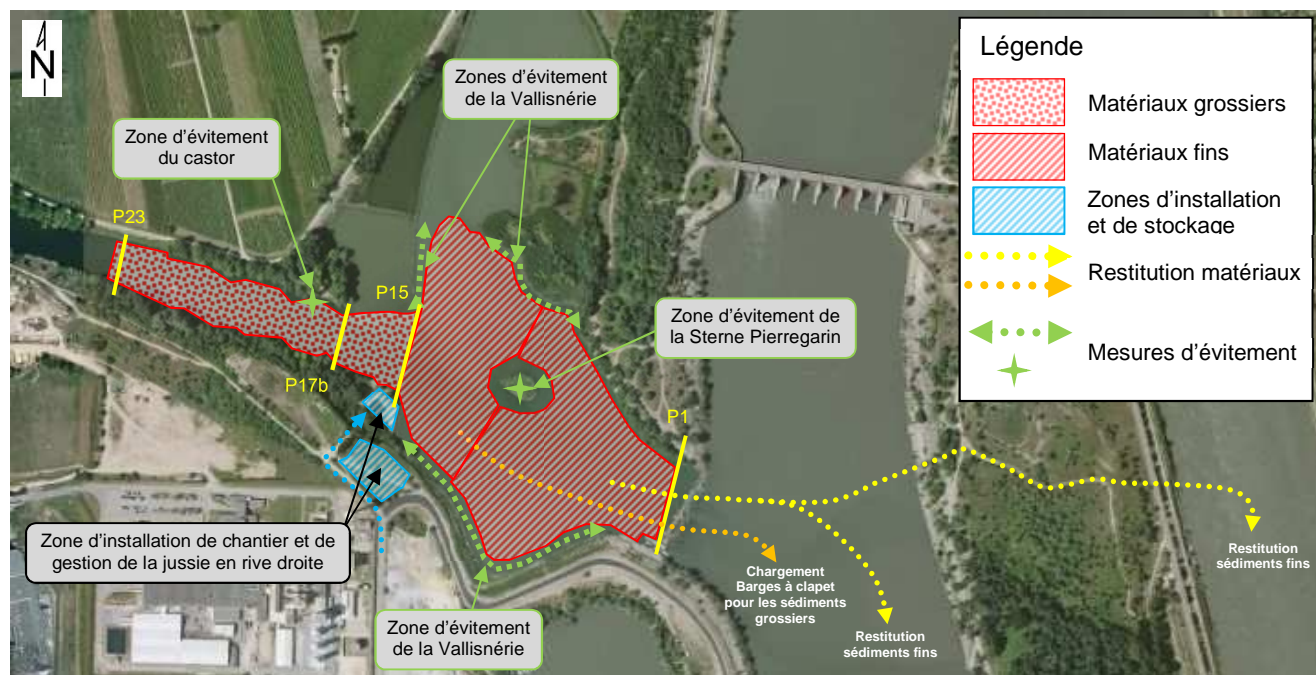 N
Zones d'évitement
de la Vallisnérie
Zone d'évitement
du castor
P23
P15
P17b
Zone d'évitement de
la Sterne Pierregarin
P1
Zone d'installation de chantier et de
gestion de la jussie en rive droite
Zone d'évitement
de la Vallisnérie
Chargement
Barges à clapet
pour les sédiments
grossiers
Restitution
sédiments fins
Restitution
sédiments fins
Légende
Matériaux grossiers
Matériaux fins
Zones d'installation
et de stockage
Restitution matériaux
Mesures d'évitement